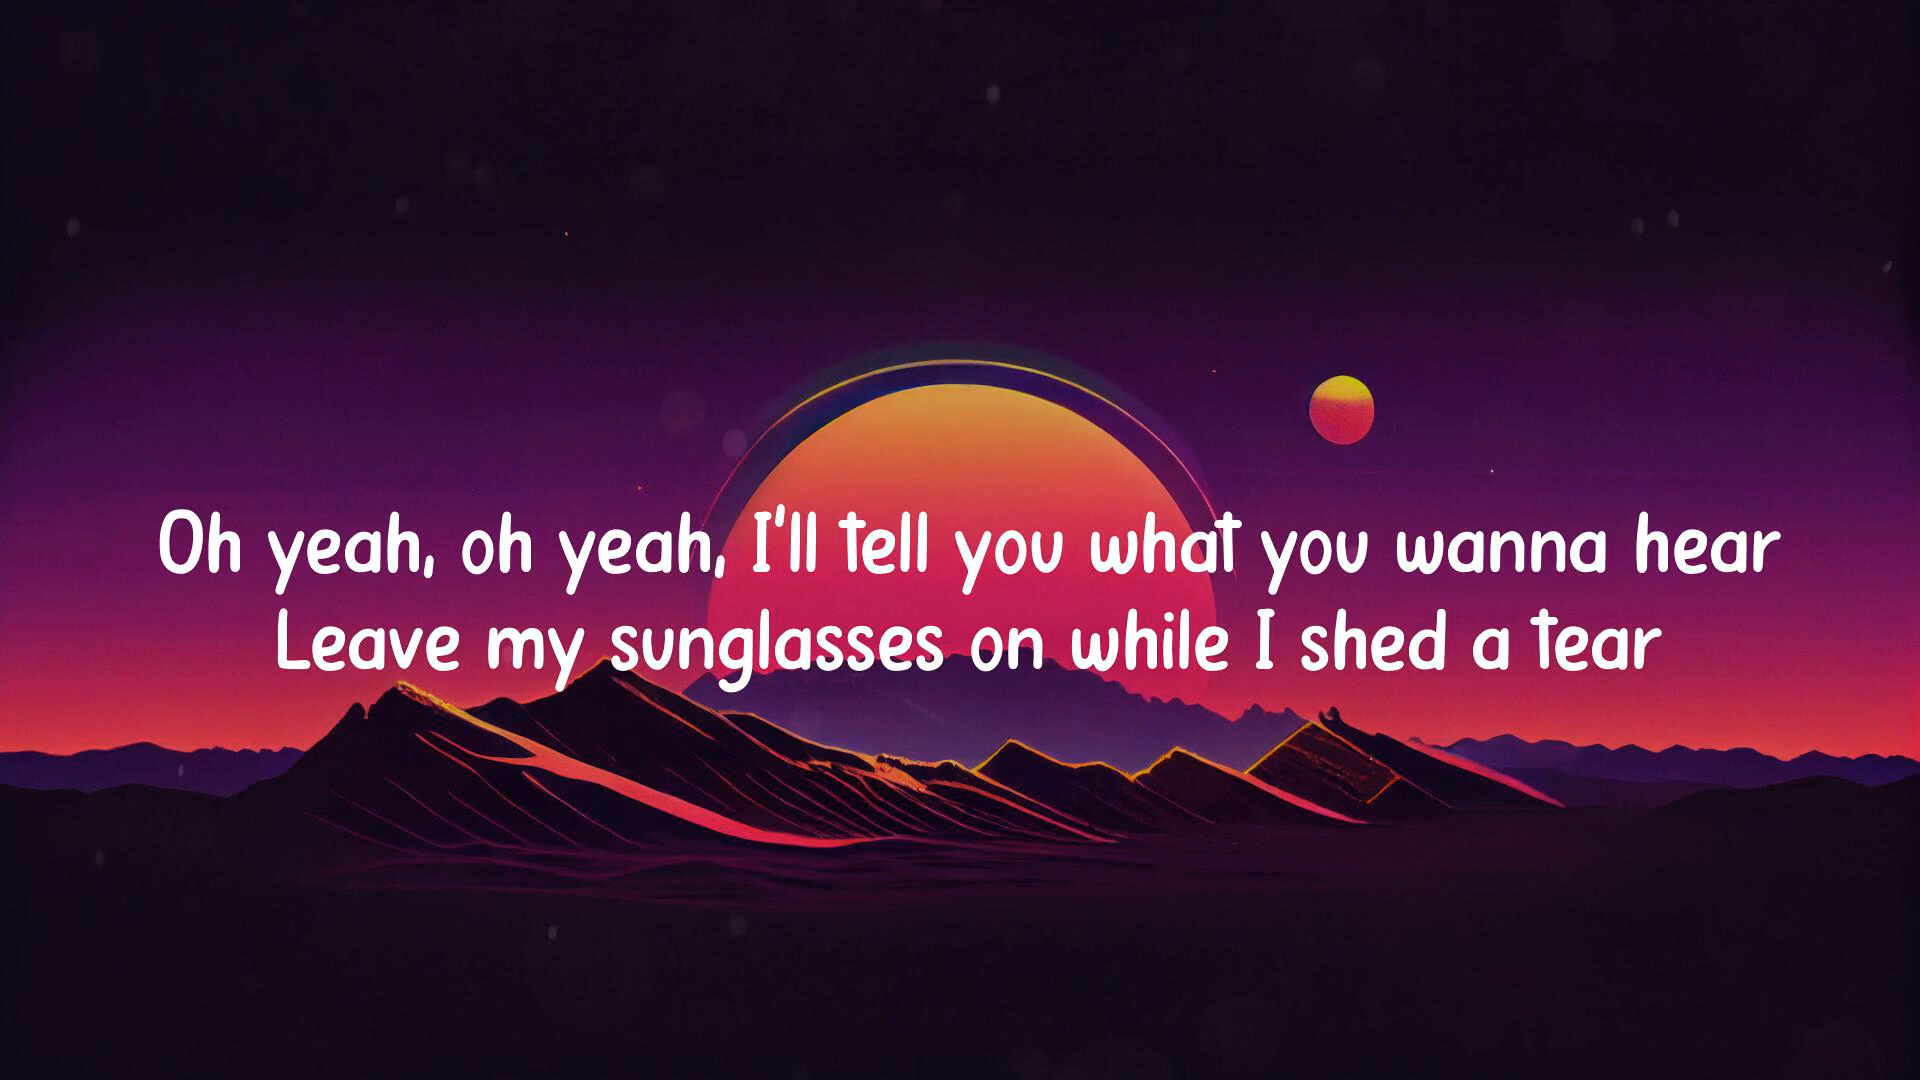 Oh yeah, oh yeah, I'll tell you what you wanna hear
Leave my sunglasses on while I shed a tear